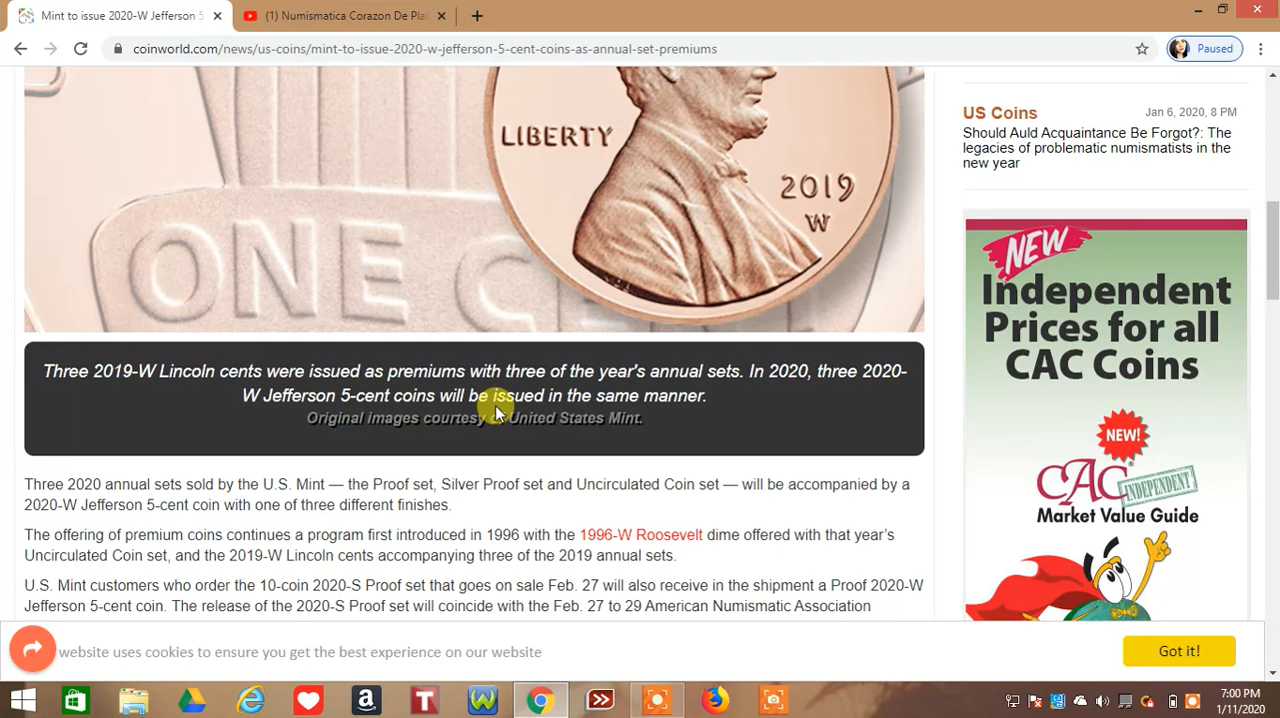 Mint to issue 2020-W Jefferson 5
(1) Numismatica Corazon De Plat
coinworld.com/news/us-coins/mint-to-issue-2020-w-jefferson-5-cent-coins-as-annual-set-premiums
Paused
LIBERTY
2019
W
ONE CENT
Three 2019-W Lincoln cents were issued as premiums with three of the year's annual sets. In 2020, three 2020-
W Jefferson 5-cent coins will be issued in the same manner.
Original images courtesy of United States Mint.
Three 2020 annual sets sold by the U.S. Mint — the Proof set, Silver Proof set and Uncirculated Coin set — will be accompanied by a
2020-W Jefferson 5-cent coin with one of three different finishes.
The offering of premium coins continues a program first introduced in 1996 with the 1996-W Roosevelt dime offered with that year's
Uncirculated Coin set, and the 2019-W Lincoln cents accompanying three of the 2019 annual sets.
U.S. Mint customers who order the 10-coin 2020-S Proof set that goes on sale Feb. 27 will also receive in the shipment a Proof 2020-W
Jefferson 5-cent coin. The release of the 2020-S Proof set will coincide with the Feb. 27 to 29 American Numismatic Association
US Coins
Jan 6, 2020, 8 PM
Should Auld Acquaintance Be Forgot?: The
legacies of problematic numismatists in the
new year
NEW
Independent
Prices for all
CAC Coins
NEW!
CAC INDEPENDENT
Market Value Guide
website uses cookies to ensure you get the best experience on our website
Got it!
7:00 PM
1/11/2020